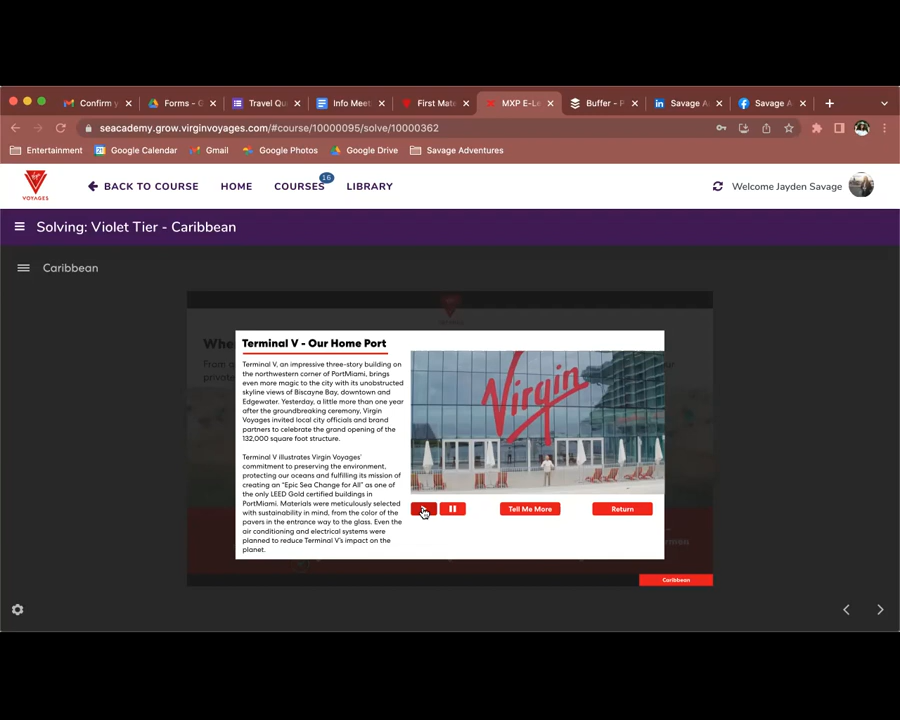 Confirm y
Forms - G
Travel Qu
Info Meet
First Mate
MXP E-Le
Buffer - P
Savage A
Savage A
seacademy.grow.virginvoyages.com/#course/10000095/solve/10000362
Entertainment
Google Calendar
Gmail
Google Photos
Google Drive
Savage Adventures
VOYAGES
BACK TO COURSE
HOME
COURSES
16
LIBRARY
Welcome Jayden Savage
Solving: Violet Tier - Caribbean
Caribbean
Terminal V - Our Home Port
Terminal V, an impressive three-story building on
the northwestern corner of PortMiami, brings
even more magic to the city with its unobstructed
skyline views of Biscayne Bay, downtown and
Edgewater. Yesterday, a little more than one year
after the groundbreaking ceremony, Virgin
Voyages invited local city officials and brand
partners to celebrate the grand opening of the
132,000 square foot structure.
Terminal V illustrates Virgin Voyages'
commitment to preserving the environment,
protecting our oceans and fulfilling its mission of
creating an "Epic Sea Change for All" as one of
the only LEED Gold certified buildings in
PortMiami. Materials were meticulously selected
with sustainability in mind, from the color of the
pavers in the entrance way to the glass. Even the
air conditioning and electrical systems were
planned to reduce Terminal V's impact on the
planet.
Virgin
Tell Me More
Return
Caribbean